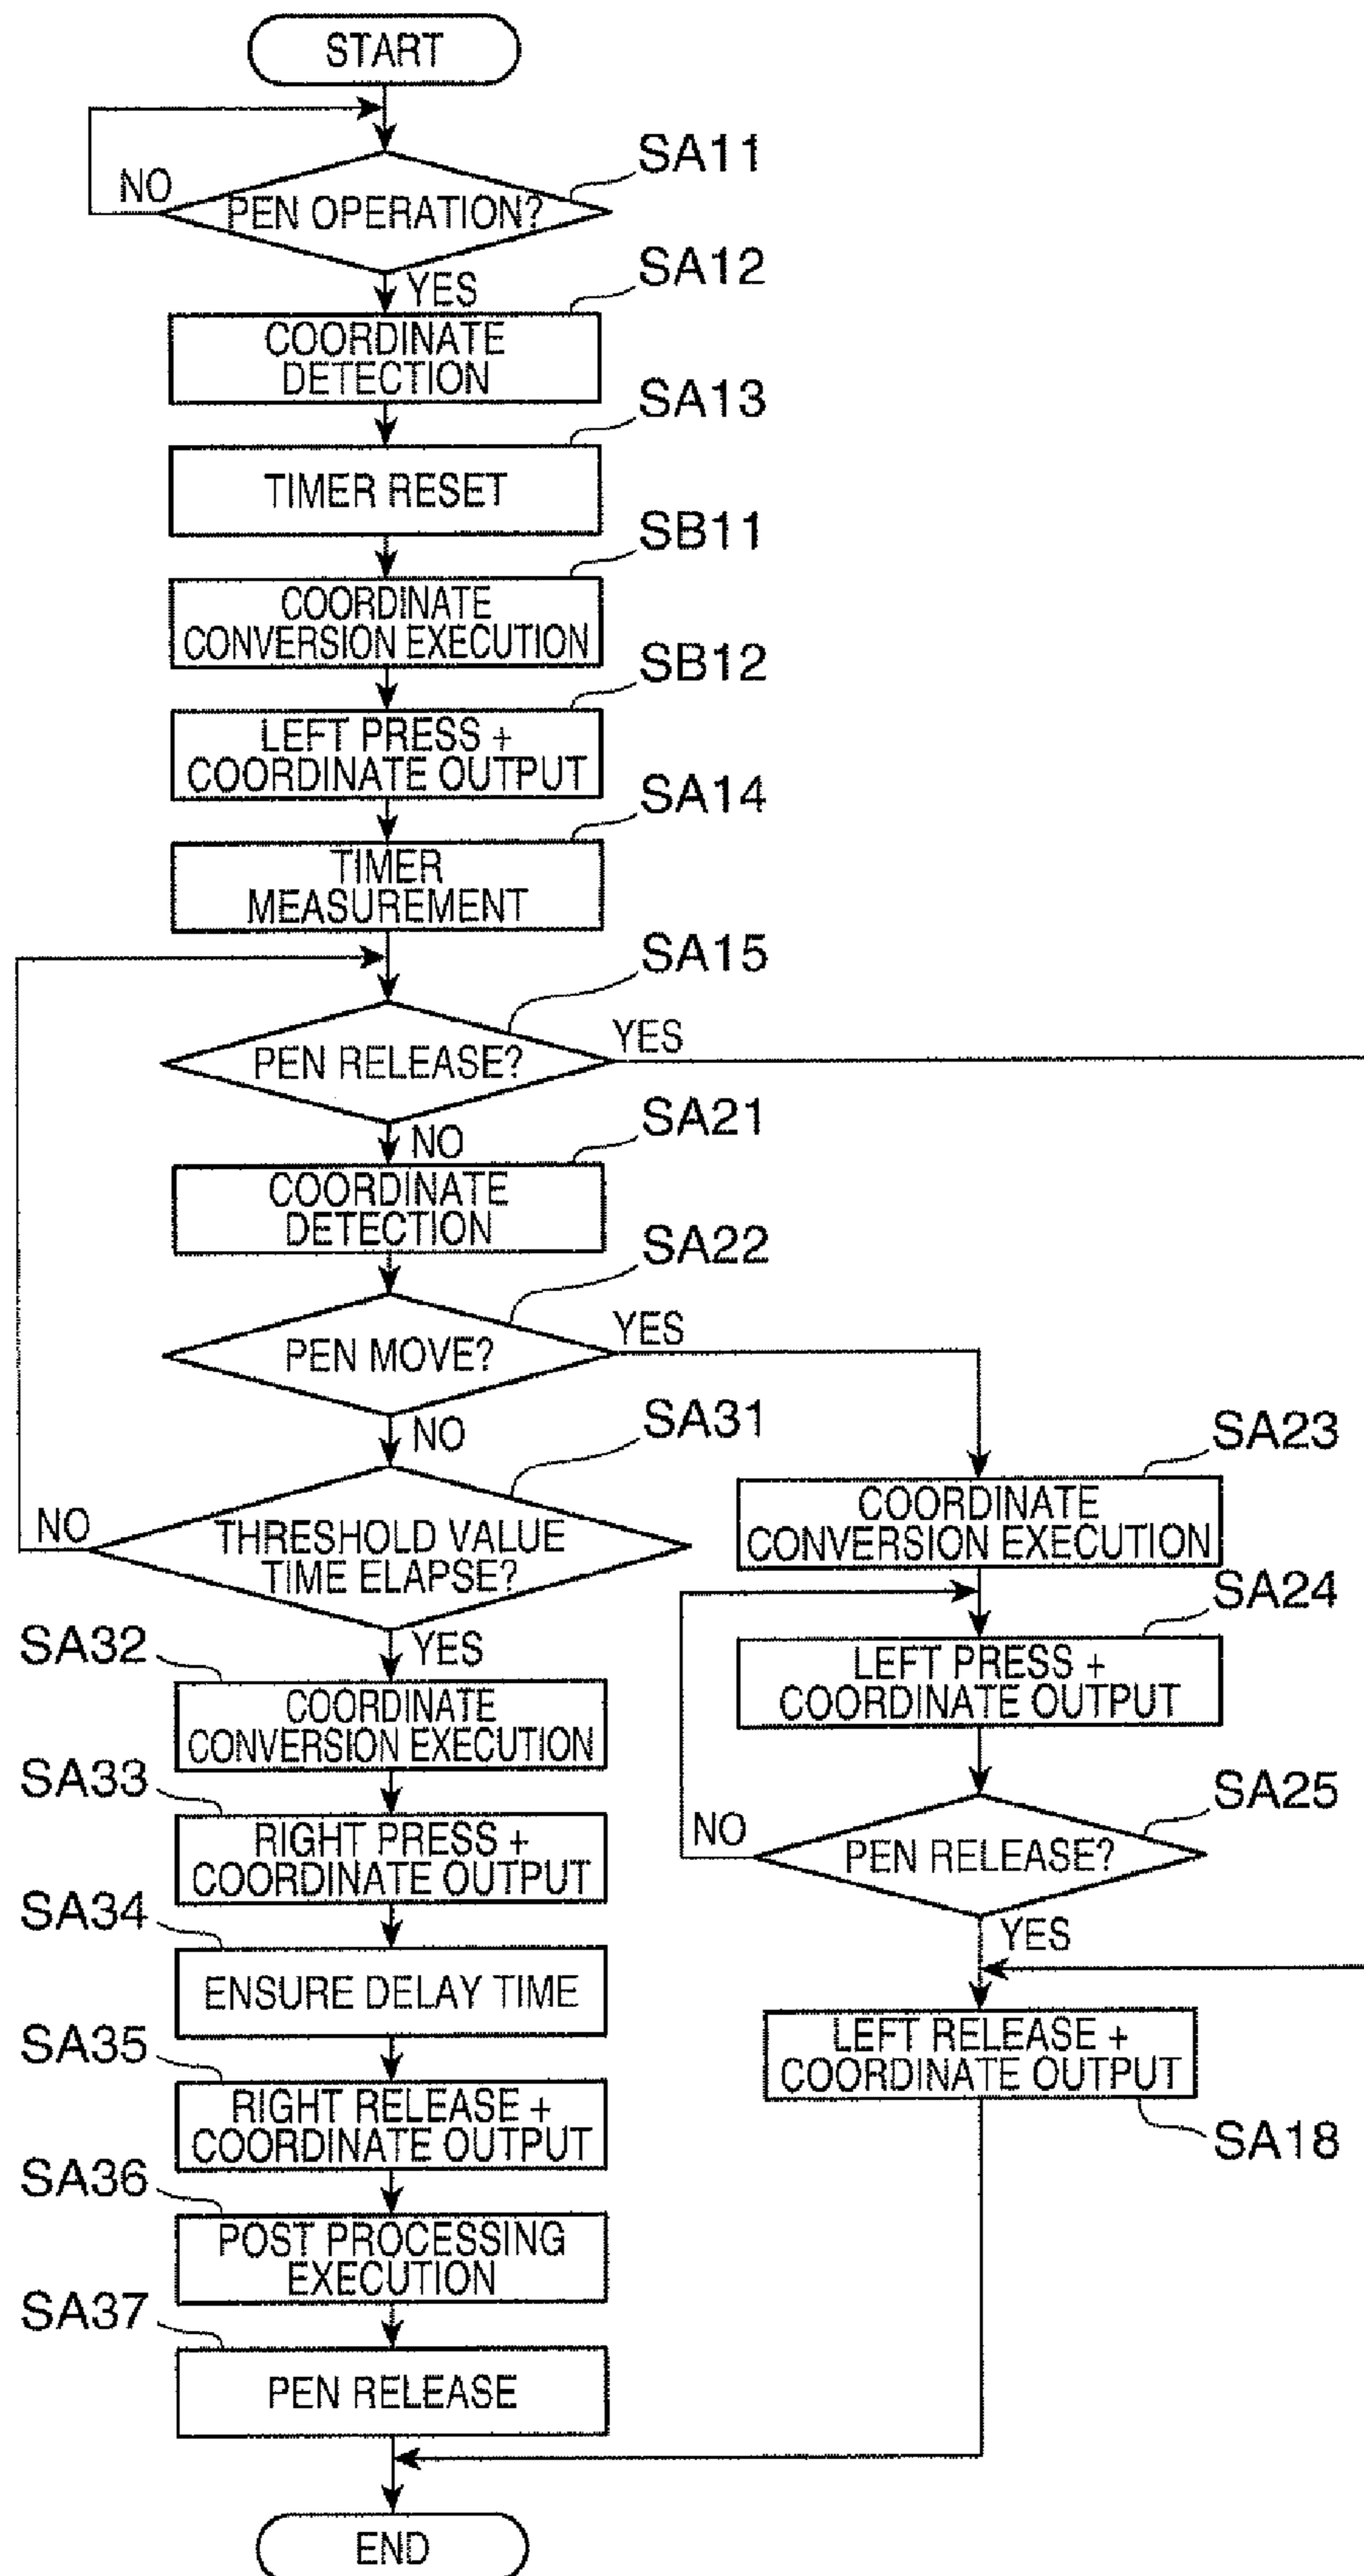 START
SA11
NO
PEN OPERATION?
SA12
YES
COORDINATE
DETECTION
SA13
TIMER RESET
SB11
COORDINATE
CONVERSION EXECUTION
SB12
LEFT PRESS +
COORDINATE OUTPUT
SA14
TIMER
MEASUREMENT
SA15
YES
PEN RELEASE?
SA21
NO
COORDINATE
DETECTION
SA22
YES
PEN MOVE?
SA31
NO
SA23
COORDINATE
CONVERSION EXECUTION
NO
THRESHOLD VALUE
TIME ELAPSE?
SA24
SA32
YES
LEFT PRESS +
COORDINATE OUTPUT
COORDINATE
CONVERSION EXECUTION
SA33
SA25
NO
PEN RELEASE?
RIGHT PRESS +
COORDINATE OUTPUT
SA34
YES
ENSURE DELAY TIME
LEFT RELEASE +
COORDINATE OUTPUT
SA35
SA18
RIGHT RELEASE +
COORDINATE OUTPUT
SA36
POST PROCESSING
EXECUTION
SA37
PEN RELEASE
END